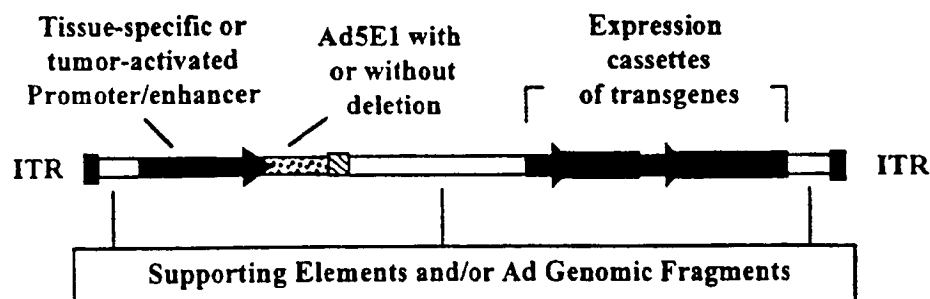 Tissue-specific or
tumor-activated
Promoter/enhancer
Ad5E1 with
or without
deletion
Expression
cassettes
of transgenes
ITR
ITR
Supporting Elements and/or Ad Genomic Fragments